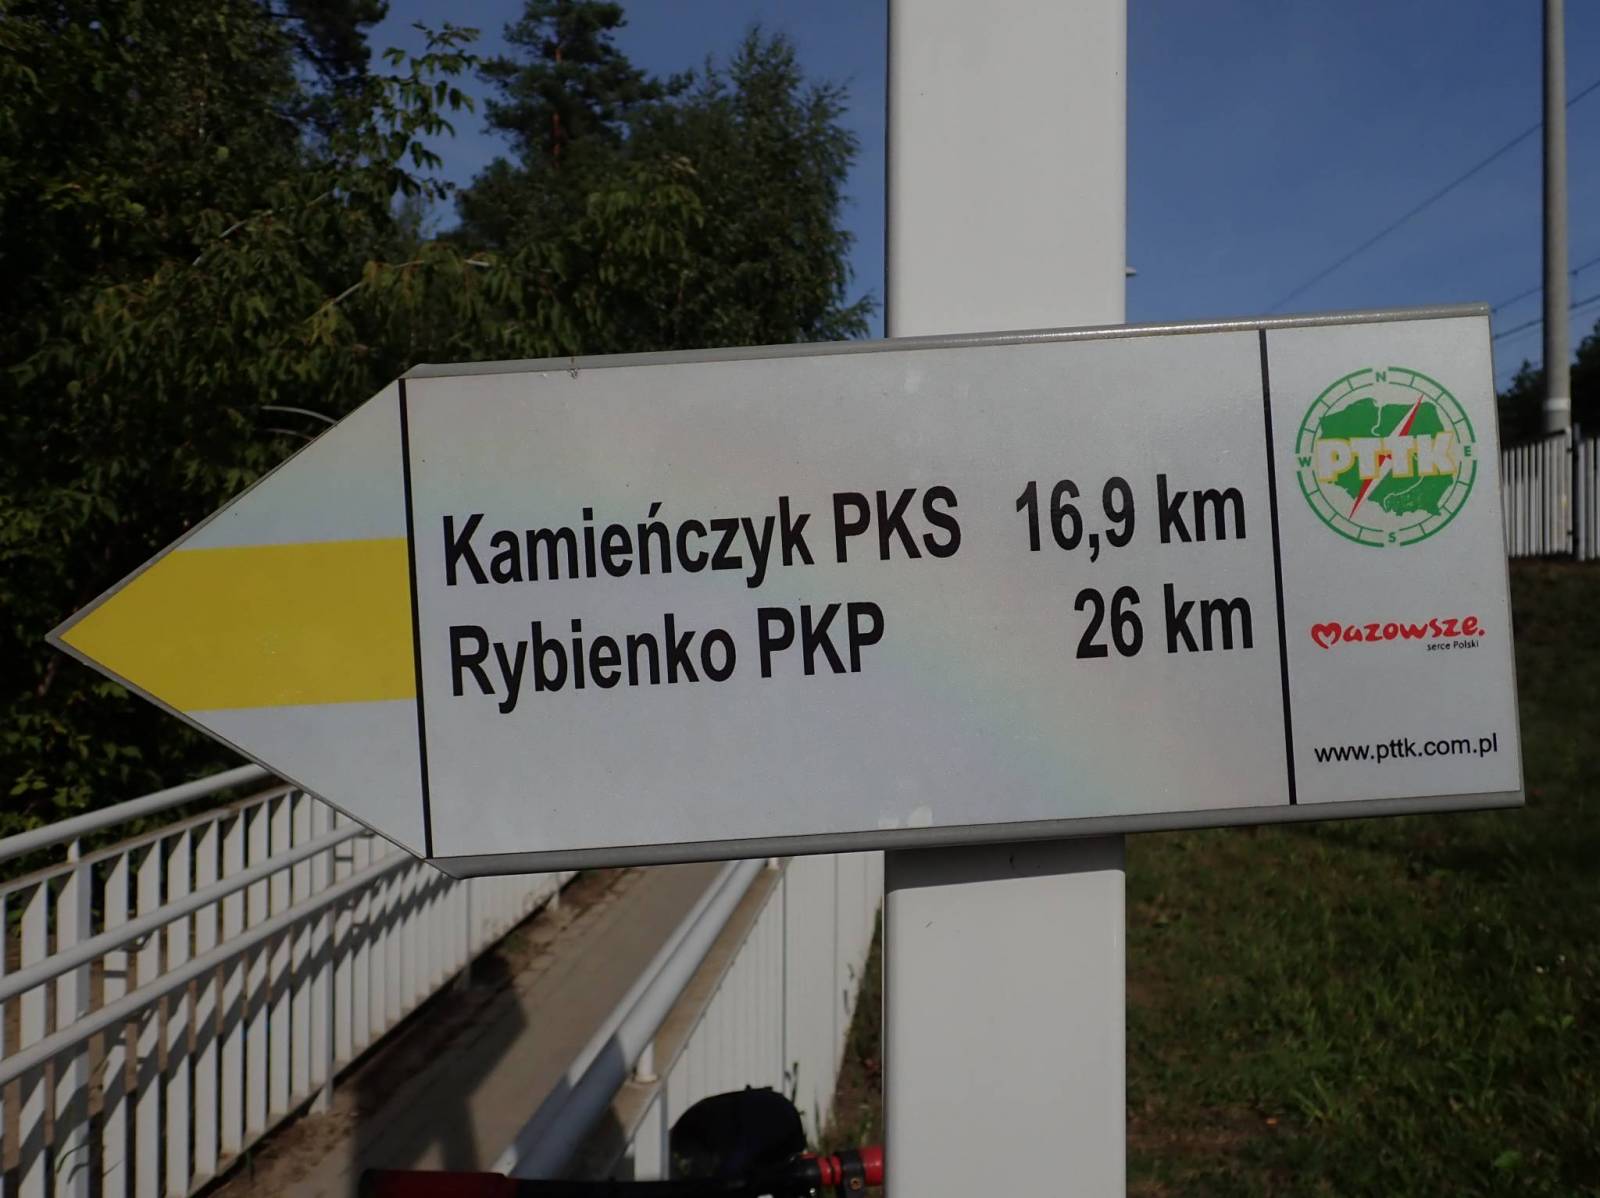 Kamieńczyk PKS 16,9 km
Rybienko PKP 26 km
N
W PTTK E
S
mazowsze.
serce Polski
www.pttk.com.pl